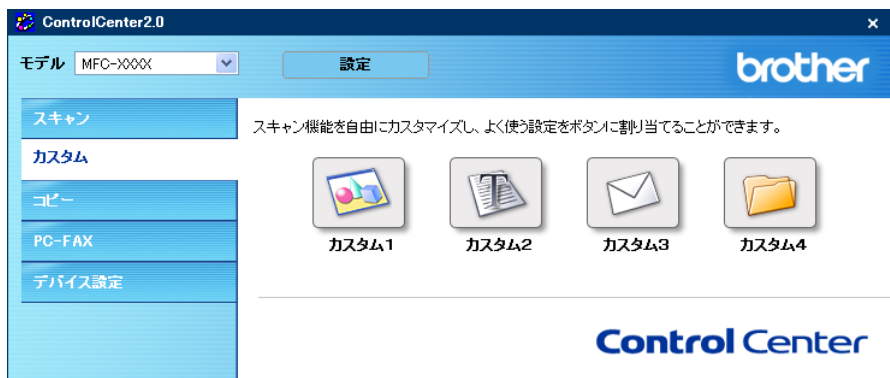 ControlCenter2.0
モデル MFC-XXXX 設定
brother
スキャン
カスタム
コピー
PC-FAX
デバイス設定
スキャン機能を自由にカスタマイズし、よく使う設定をボタンに割り当てることができます。
カスタム1 カスタム2 カスタム3 カスタム4
Control Center